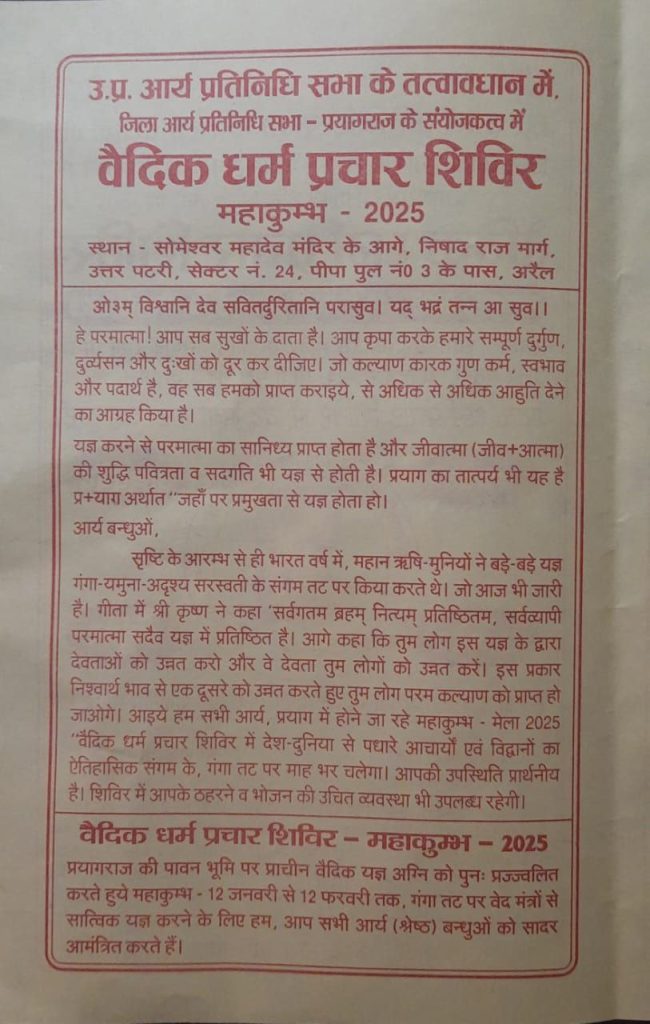 उ.प्र. आर्य प्रतिनिधि सभा के तत्वावधान में,
जिला आर्य प्रतिनिधि सभा – प्रयागराज के संयोजकत्व में
वैदिक धर्म प्रचार शिविर
महाकुम्भ - 2025
स्थान - सोमेश्वर महादेव मंदिर के आगे, निषाद राज मार्ग,
उत्तर पटरी, सेक्टर नं. 24, पीपा पुल नं0 3 के पास, अरैल
ओ३म् विश्वानि देव सवितर्दुरितानि परासुव। यद् भद्रं तन्न आ सुव।।
हे परमात्मा! आप सब सुखों के दाता है। आप कृपा करके हमारे सम्पूर्ण दुर्गुण,
दुर्व्यसन और दुःखों को दूर कर दीजिए। जो कल्याण कारक गुण कर्म, स्वभाव
और पदार्थ है, वह सब हमको प्राप्त कराइये, से अधिक से अधिक आहुति देने
का आग्रह किया है।
यज्ञ करने से परमात्मा का सानिध्य प्राप्त होता है और जीवात्मा (जीव+आत्मा)
की शुद्धि पवित्रता व सदगति भी यज्ञ से होती है। प्रयाग का तात्पर्य भी यह है
प्र+याग अर्थात "जहाँ पर प्रमुखता से यज्ञ होता हो।
आर्य बन्धुओं,
सृष्टि के आरम्भ से ही भारत वर्ष में, महान ऋषि-मुनियों ने बड़े-बड़े यज्ञ
गंगा-यमुना-अदृश्य सरस्वती के संगम तट पर किया करते थे। जो आज भी जारी
है। गीता में श्री कृष्ण ने कहा 'सर्वगतम ब्रहम् नित्यम् प्रतिष्ठितम, सर्वव्यापी
परमात्मा सदैव यज्ञ में प्रतिष्ठित है। आगे कहा कि तुम लोग इस यज्ञ के द्वारा
देवताओं को उन्नत करो और वे देवता तुम लोगों को उन्नत करें। इस प्रकार
निश्वार्थ भाव से एक दूसरे को उन्नत करते हुए तुम लोग परम कल्याण को प्राप्त हो
जाओगे। आइये हम सभी आर्य, प्रयाग में होने जा रहे महाकुम्भ - मेला 2025
"वैदिक धर्म प्रचार शिविर में देश-दुनिया से पधारे आचार्यों एवं विद्वानों का
ऐतिहासिक संगम के, गंगा तट पर माह भर चलेगा। आपकी उपस्थिति प्रार्थनीय
है। शिविर में आपके ठहरने व भोजन की उचित व्यवस्था भी उपलब्ध रहेगी।
वैदिक धर्म प्रचार शिविर – महाकुम्भ – 2025
प्रयागराज की पावन भूमि पर प्राचीन वैदिक यज्ञ अग्नि को पुनः प्रज्ज्वलित
करते हुये महाकुम्भ - 12 जनवरी से 12 फरवरी तक, गंगा तट पर वेद मंत्रों से
सात्विक यज्ञ करने के लिए हम, आप सभी आर्य (श्रेष्ठ) बन्धुओं को सादर
आमंत्रित करते हैं।